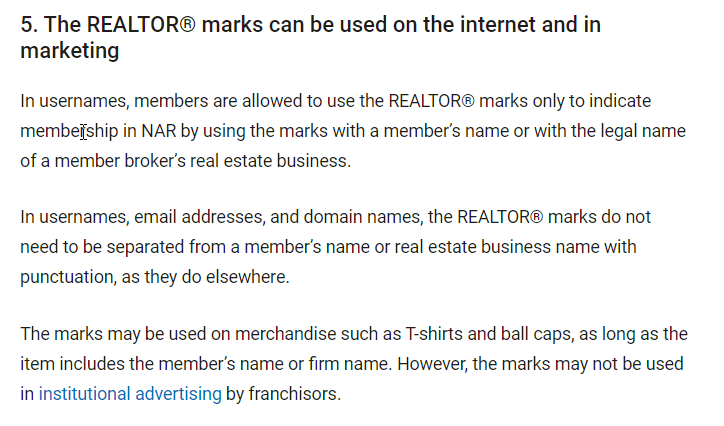 5. The REALTOR® marks can be used on the internet and in
marketing
In usernames, members are allowed to use the REALTOR® marks only to indicate
membership in NAR by using the marks with a member’s name or with the legal name
of a member broker’s real estate business.
In usernames, email addresses, and domain names, the REALTOR® marks do not
need to be separated from a member’s name or real estate business name with
punctuation, as they do elsewhere.
The marks may be used on merchandise such as T-shirts and ball caps, as long as the
item includes the member’s name or firm name. However, the marks may not be used
in institutional advertising by franchisors.